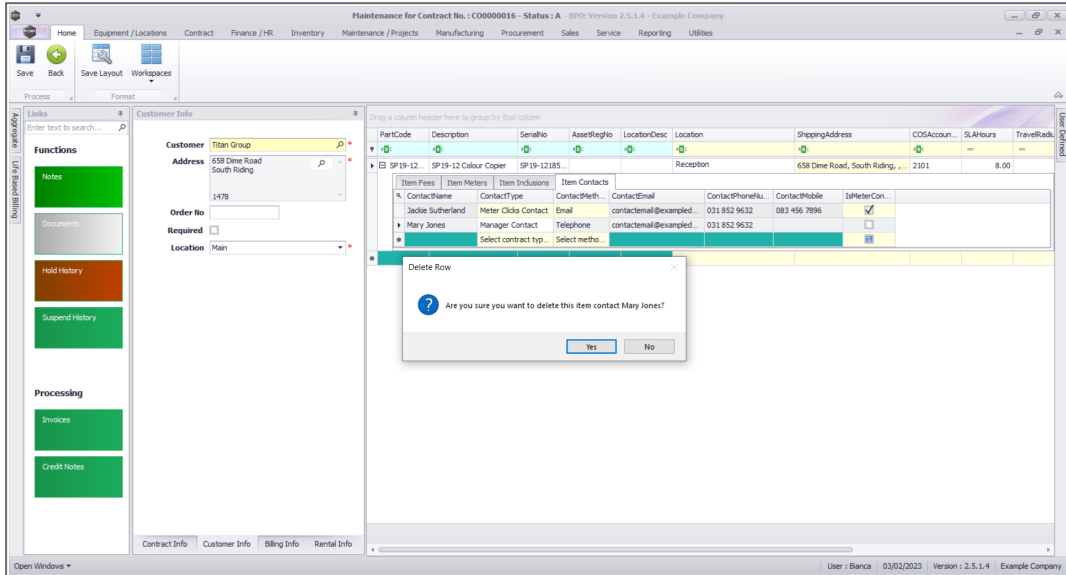 Maintenance for Contract No. : CO0000016 - Status : A - BPO: Version 2.5.1.4 - Example Company
Home Equipment / Locations Contract Finance / HR Inventory Maintenance / Projects Manufacturing Procurement Sales Service Reporting Utilities
Save Back Save Layout Workspaces
Process Format
Links
Enter text to search...
Functions
Notes
Documents
Hold History
Suspend History
Processing
Invoices
Credit Notes
Aggregate
Life Based Billing
Customer Info
Customer Titan Group *
Address 658 Dime Road *
South Riding
1478
Order No
Required
Location Main *
Contract Info Customer Info Billing Info Rental Info
Drag a column header here to group by that column
PartCode Description SerialNo AssetRegNo LocationDesc Location ShippingAddress COSAccoun... SLAHours TravelRadiu
SP19-12... SP19-12 Colour Copier SP19-12185... Reception 658 Dime Road, South Riding, ,... 2101 8.00
Item Fees Item Meters Item Inclusions Item Contacts
ContactName ContactType ContactMeth... ContactEmail ContactPhoneNu... ContactMobile IsMeterCon...
Jackie Sutherland Meter Clicks Contact Email contactemail@exampled... 031 852 9632 083 456 7896
Mary Jones Manager Contact Telephone contactemail@exampled... 031 852 9632
Select contract typ... Select metho...
User Defined
Delete Row
Are you sure you want to delete this item contact Mary Jones?
Yes No
Open Windows
User : Bianca 03/02/2023 Version : 2.5.1.4 Example Company